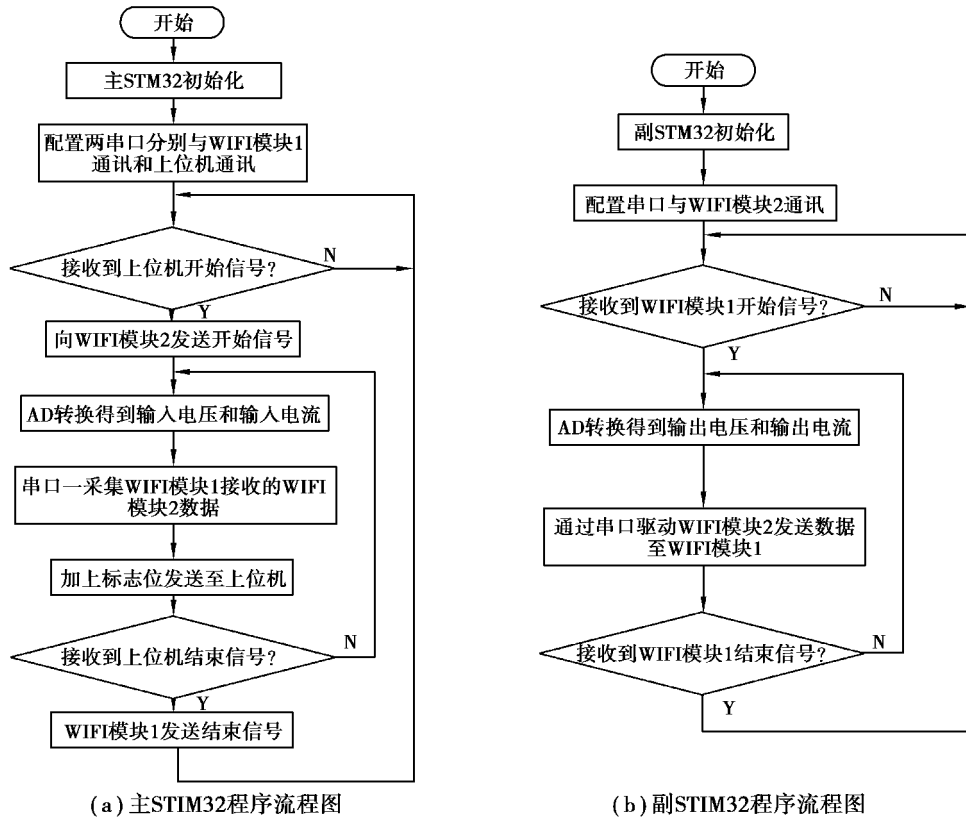 开始
主STM32初始化
配置两串口分别与WIFI模块1
通讯和上位机通讯
接收到上位机开始信号?
N
Y
向WIFI模块2发送开始信号
AD转换得到输入电压和输入电流
串口一采集WIFI模块1接收的WIFI
模块2数据
加上标志位发送至上位机
接收到上位机结束信号?
N
Y
WIFI模块1发送结束信号
(a)主STIM32程序流程图
开始
副STM32初始化
配置串口与WIFI模块2通讯
接收到WIFI模块1开始信号?
N
Y
AD转换得到输出电压和输出电流
通过串口驱动WIFI模块2发送数据
至WIFI模块1
接收到WIFI模块1结束信号?
N
Y
(b)副STIM32程序流程图